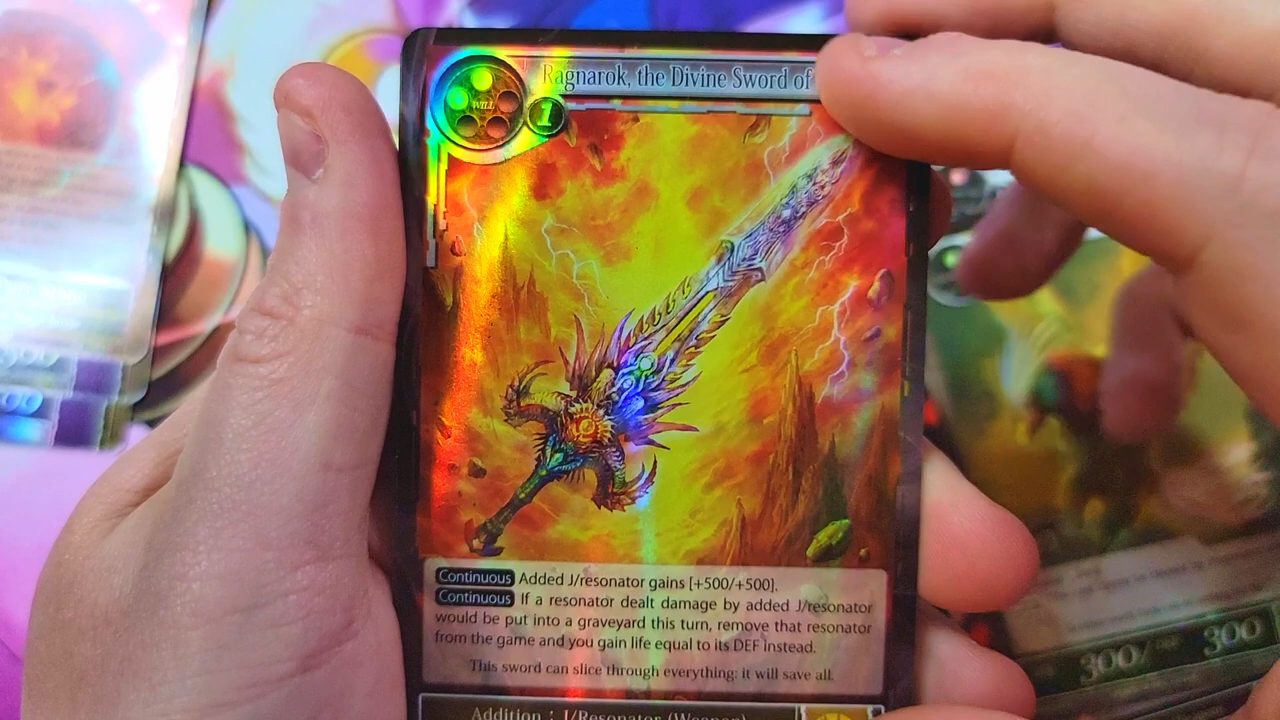 Ragnarok, the Divine Sword of
WILL
1
Continuous Added J/resonator gains [+500/+500].
Continuous If a resonator dealt damage by added J/resonator
would be put into a graveyard this turn, remove that resonator
from the game and you gain life equal to its DEF instead.
This sword can slice through everything: it will save all.
Addition : J/Resonator (Weapon)
300/ 300